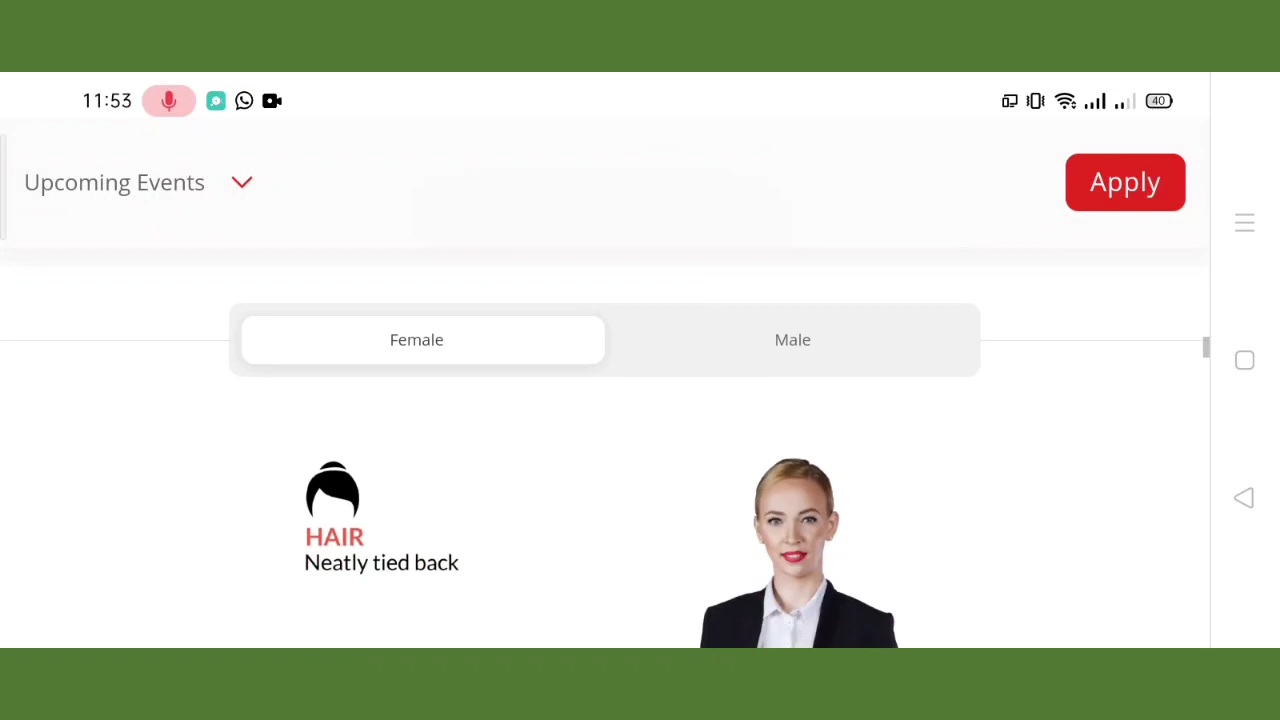 11:53
40
Upcoming Events
Apply
Female
Male
HAIR
Neatly tied back